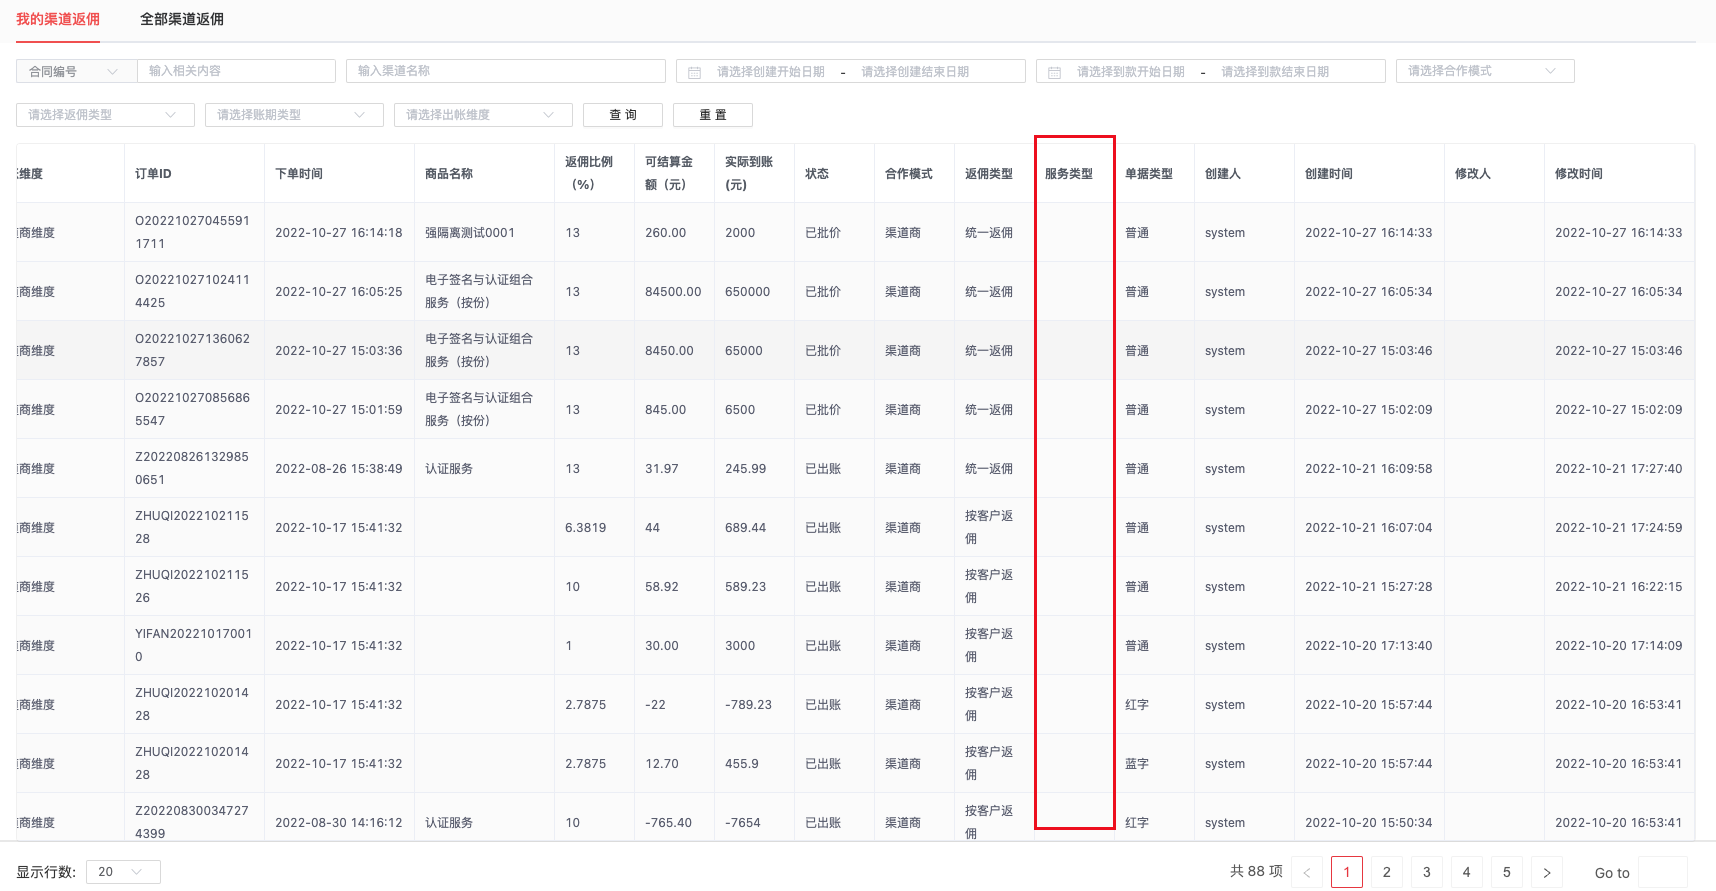 我的渠道返佣 全部渠道返佣
合同编号 输入相关内容 输入渠道名称 请选择创建开始日期 - 请选择创建结束日期 请选择到款开始日期 - 请选择到款结束日期 请选择合作模式
请选择返佣类型 请选择账期类型 请选择出帐维度 查 询 重 置
维度 订单ID 下单时间 商品名称 返佣比例（%） 可结算金额（元） 实际到账(元) 状态 合作模式 返佣类型 服务类型 单据类型 创建人 创建时间 修改人 修改时间
商维度 O202210270455911711 2022-10-27 16:14:18 强隔离测试0001 13 260.00 2000 已批价 渠道商 统一返佣 普通 system 2022-10-27 16:14:33 2022-10-27 16:14:33
商维度 O202210271024114425 2022-10-27 16:05:25 电子签名与认证组合服务（按份） 13 84500.00 650000 已批价 渠道商 统一返佣 普通 system 2022-10-27 16:05:34 2022-10-27 16:05:34
商维度 O202210271360627857 2022-10-27 15:03:36 电子签名与认证组合服务（按份） 13 8450.00 65000 已批价 渠道商 统一返佣 普通 system 2022-10-27 15:03:46 2022-10-27 15:03:46
商维度 O202210270856865547 2022-10-27 15:01:59 电子签名与认证组合服务（按份） 13 845.00 6500 已批价 渠道商 统一返佣 普通 system 2022-10-27 15:02:09 2022-10-27 15:02:09
商维度 Z202208261329850651 2022-08-26 15:38:49 认证服务 13 31.97 245.99 已出账 渠道商 统一返佣 普通 system 2022-10-21 16:09:58 2022-10-21 17:27:40
商维度 ZHUQI202210211528 2022-10-17 15:41:32 6.3819 44 689.44 已出账 渠道商 按客户返佣 普通 system 2022-10-21 16:07:04 2022-10-21 17:24:59
商维度 ZHUQI202210211526 2022-10-17 15:41:32 10 58.92 589.23 已出账 渠道商 按客户返佣 普通 system 2022-10-21 15:27:28 2022-10-21 16:22:15
商维度 YIFAN202210170010 2022-10-17 15:41:32 1 30.00 3000 已出账 渠道商 按客户返佣 普通 system 2022-10-20 17:13:40 2022-10-20 17:14:09
商维度 ZHUQI202210201428 2022-10-17 15:41:32 2.7875 -22 -789.23 已出账 渠道商 按客户返佣 红字 system 2022-10-20 15:57:44 2022-10-20 16:53:41
商维度 ZHUQI202210201428 2022-10-17 15:41:32 2.7875 12.70 455.9 已出账 渠道商 按客户返佣 蓝字 system 2022-10-20 15:57:44 2022-10-20 16:53:41
商维度 Z202208300347274399 2022-08-30 14:16:12 认证服务 10 -765.40 -7654 已出账 渠道商 按客户返佣 红字 system 2022-10-20 15:50:34 2022-10-20 16:53:41
显示行数: 20 共 88 项 < 1 2 3 4 5 > Go to